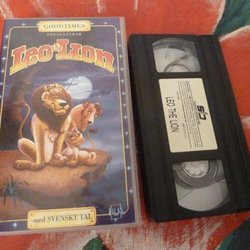 GOODTIMES
PRESENTERAR
LEO the LION
-med SVENSKT TAL
LEO THE LION